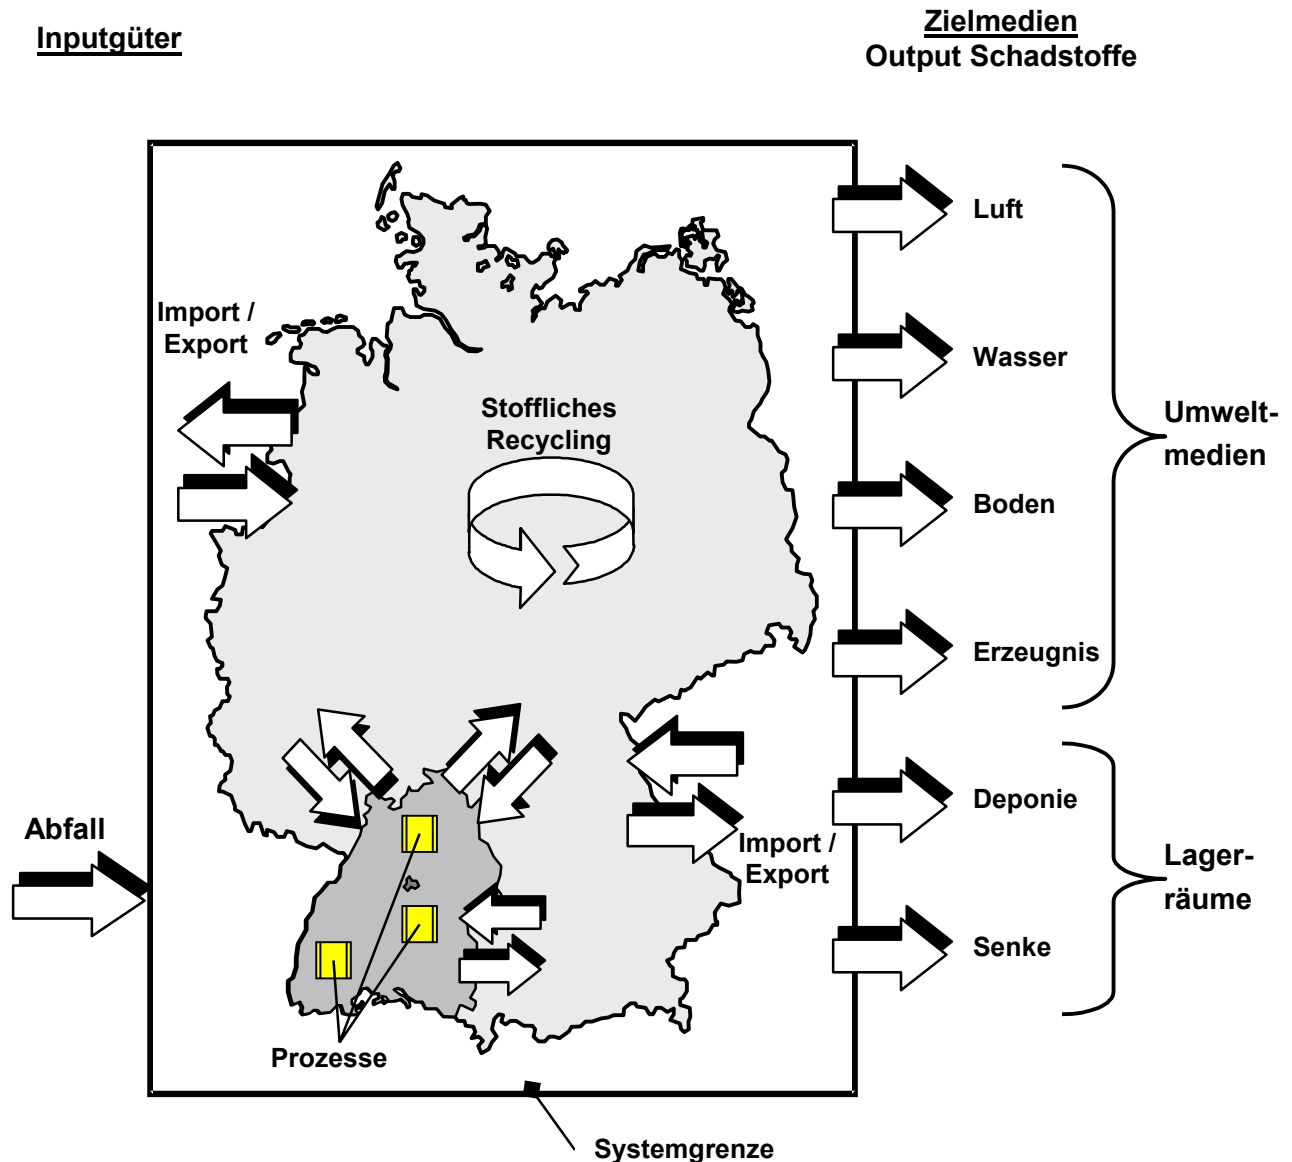 Inputgüter
Zielmedien
Output Schadstoffe
Luft
Import /
Export
Wasser
Stoffliches
Recycling
Umwelt-
medien
Boden
Erzeugnis
Deponie
Abfall
Import /
Export
Lager-
räume
Senke
Prozesse
Systemgrenze